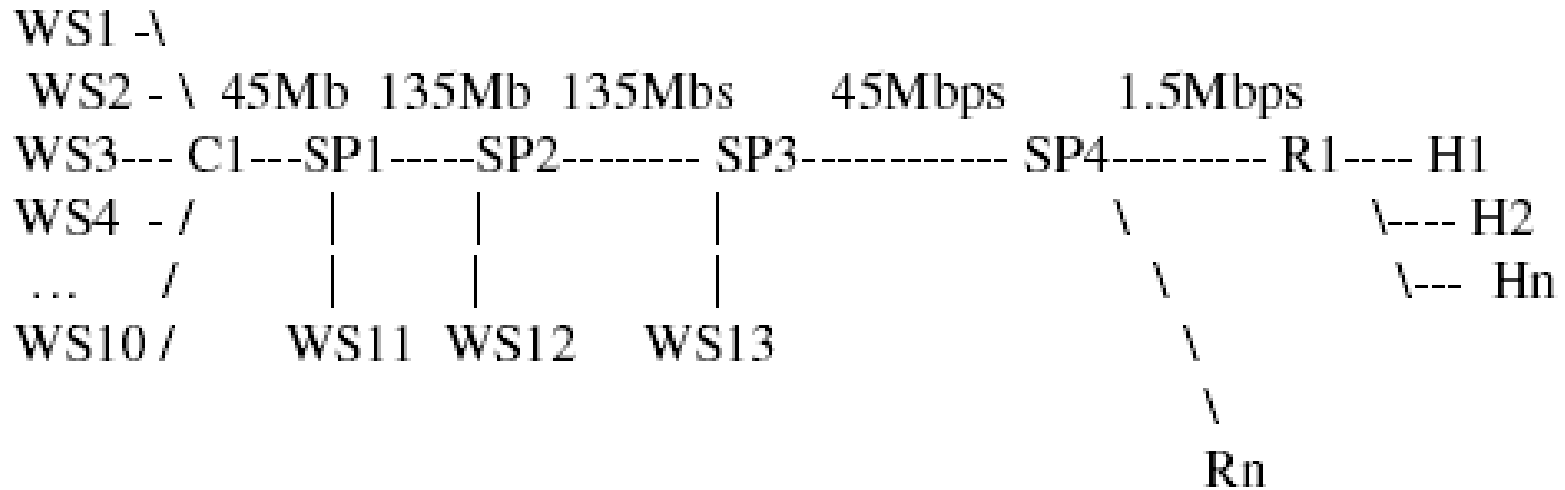 WS1 -\
WS2 - \ 45Mb 135Mb 135Mbs 45Mbps 1.5Mbps
WS3--- C1---SP1-----SP2-------- SP3------------ SP4--------- R1---- H1
WS4 - / | | | \ \---- H2
... / | | | \ \--- Hn
WS10 / WS11 WS12 WS13 \
\
Rn